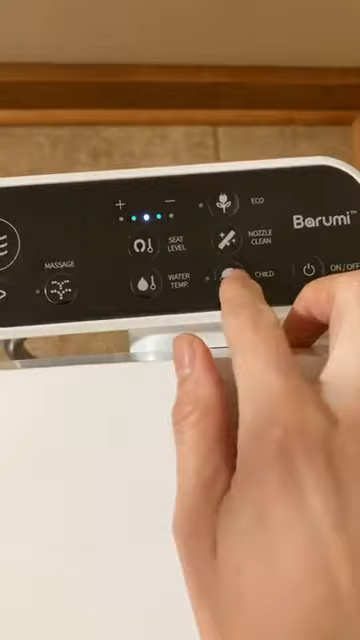 + −
ECO
Barumi™
SEAT
LEVEL
NOZZLE
CLEAN
MASSAGE
WATER
TEMP.
CHILD
ON/OFF